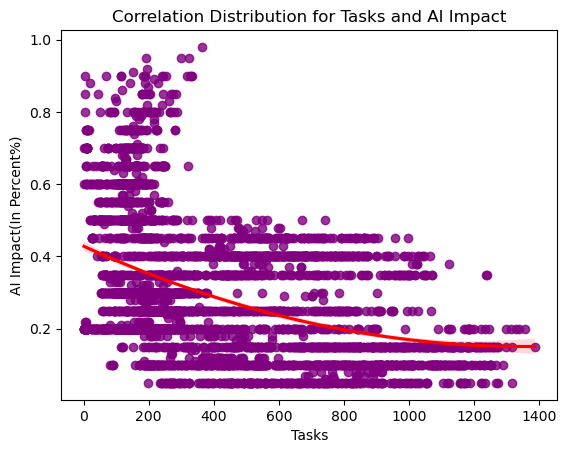 Correlation Distribution for Tasks and AI Impact
1.0
0.8
0.6
0.4
0.2
AI Impact(In Percent%)
0 200 400 600 800 1000 1200 1400
Tasks